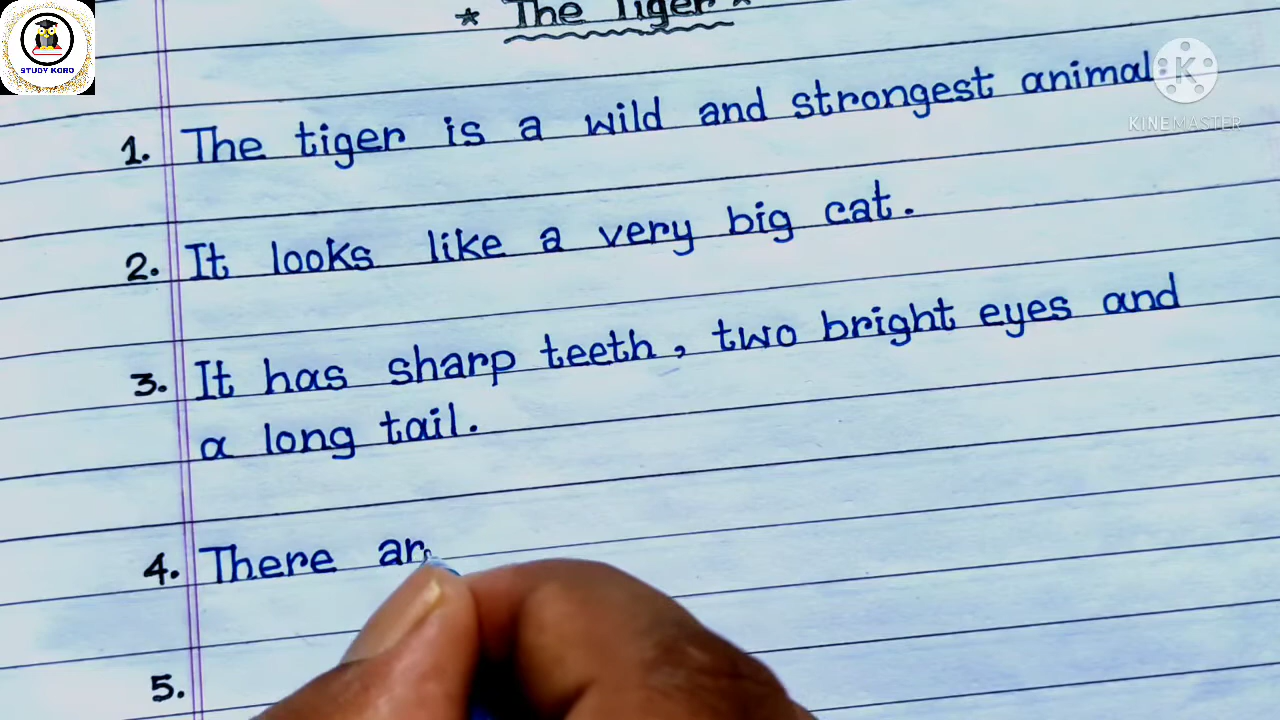 STUDY KORO
* The Tiger *
K
KINEMASTER
1. The tiger is a wild and strongest animal.
2. It looks like a very big cat.
3. It has sharp teeth, two bright eyes and
a long tail.
4. There ar
5.